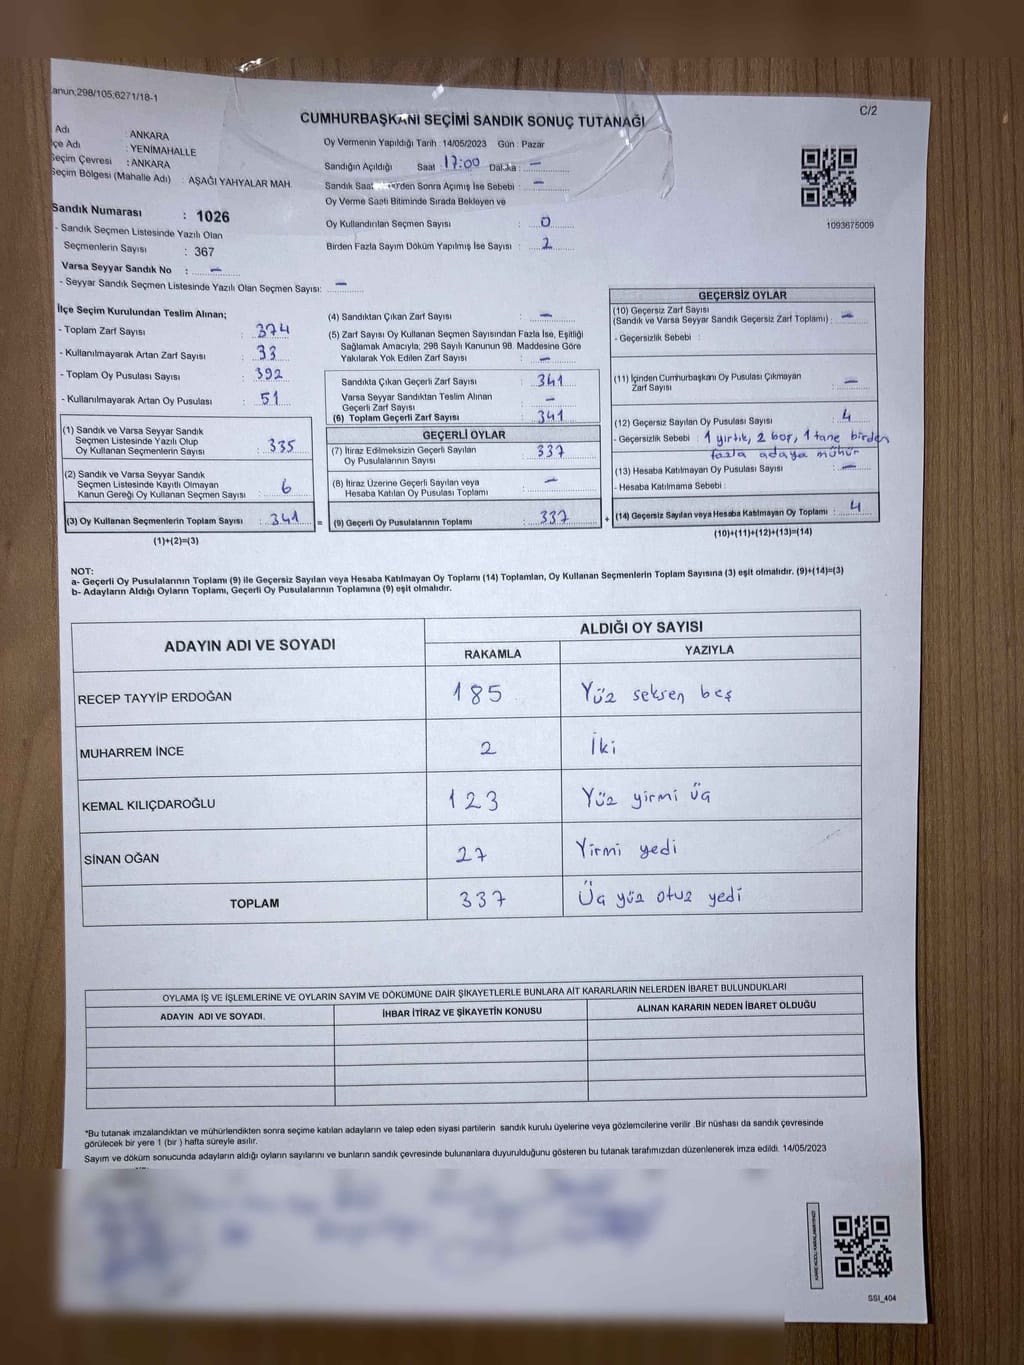 anun,298/105,6271/18-1
C/2
CUMHURBAŞKANI SEÇİMİ SANDIK SONUÇ TUTANAĞI
Adı : ANKARA
çe Adı : YENİMAHALLE
Seçim Çevresi : ANKARA
Seçim Bölgesi (Mahalle Adı) : AŞAĞI YAHYALAR MAH.
Sandık Numarası : 1026
- Sandık Seçmen Listesinde Yazılı Olan
Seçmenlerin Sayısı : 367
Varsa Seyyar Sandık No : –
- Seyyar Sandık Seçmen Listesinde Yazılı Olan Seçmen Sayısı: –
Oy Vermenin Yapıldığı Tarih :14/05/2023 Gün : Pazar
Sandığın Açıldığı Saat : 17:00 Dakika : –
Sandık Saat Sonra Açımış İse Sebebi : –
Oy Verme Saati Bitiminde Sırada Bekleyen ve
Oy Kullandırılan Seçmen Sayısı : 0
Birden Fazla Sayım Döküm Yapılmış İse Sayısı : 2
1093675009
İlçe Seçim Kurulundan Teslim Alınan;
- Toplam Zarf Sayısı : 374
- Kullanılmayarak Artan Zarf Sayısı : 33
- Toplam Oy Pusulası Sayısı : 392
- Kullanılmayarak Artan Oy Pusulası : 51
(1) Sandık ve Varsa Seyyar Sandık
Seçmen Listesinde Yazılı Olup
Oy Kullanan Seçmenlerin Sayısı : 335
(2) Sandık ve Varsa Seyyar Sandık
Seçmen Listesinde Kayıtlı Olmayan
Kanun Gereği Oy Kullanan Seçmen Sayısı : 6
(3) Oy Kullanan Seçmenlerin Toplam Sayısı : 341 =
(1)+(2)=(3)
(4) Sandıktan Çıkan Zarf Sayısı : –
(5) Zarf Sayısı Oy Kullanan Seçmen Sayısından Fazla İse, Eşitliği
Sağlamak Amacıyla, 298 Sayılı Kanunun 98. Maddesine Göre
Yakılarak Yok Edilen Zarf Sayısı : –
Sandıkta Çıkan Geçerli Zarf Sayısı : 341
Varsa Seyyar Sandıktan Teslim Alınan
Geçerli Zarf Sayısı : –
(6) Toplam Geçerli Zarf Sayısı : 341
GEÇERLİ OYLAR
(7) İtiraz Edilmeksizin Geçerli Sayılan
Oy Pusulalarının Sayısı : 337
(8) İtiraz Üzerine Geçerli Sayılan veya
Hesaba Katılan Oy Pusulası Toplamı : –
(9) Geçerli Oy Pusulalarının Toplamı : 337 +
GEÇERSİZ OYLAR
(10) Geçersiz Zarf Sayısı
(Sandık ve Varsa Seyyar Sandık Geçersiz Zarf Toplamı) : –
- Geçersizlik Sebebi :
(11) İçinden Cumhurbaşkanı Oy Pusulası Çıkmayan
Zarf Sayısı : –
(12) Geçersiz Sayılan Oy Pusulası Sayısı : 4
- Geçersizlik Sebebi : 1 yırtık, 2 boş, 1 tane birden
fazla adaya mühür
(13) Hesaba Katılmayan Oy Pusulası Sayısı : –
- Hesaba Katılmama Sebebi :
(14) Geçersiz Sayılan veya Hesaba Katılmayan Oy Toplamı : 4
(10)+(11)+(12)+(13)=(14)
NOT:
a- Geçerli Oy Pusulalarının Toplamı (9) ile Geçersiz Sayılan veya Hesaba Katılmayan Oy Toplamı (14) Toplamları, Oy Kullanan Seçmenlerin Toplam Sayısına (3) eşit olmalıdır. (9)+(14)=(3)
b- Adayların Aldığı Oyların Toplamı, Geçerli Oy Pusulalarının Toplamına (9) eşit olmalıdır.
ADAYIN ADI VE SOYADI
ALDIĞI OY SAYISI
RAKAMLA YAZIYLA
RECEP TAYYİP ERDOĞAN 185 Yüz seksen beş
MUHARREM İNCE 2 İki
KEMAL KILIÇDAROĞLU 123 Yüz yirmi üç
SİNAN OĞAN 27 Yirmi yedi
TOPLAM 337 Üç yüz otuz yedi
OYLAMA İŞ VE İŞLEMLERİNE VE OYLARIN SAYIM VE DÖKÜMÜNE DAİR ŞİKAYETLERLE BUNLARA AİT KARARLARIN NELERDEN İBARET BULUNDUKLARI
ADAYIN ADI VE SOYADI. İHBAR İTİRAZ VE ŞİKAYETİN KONUSU ALINAN KARARIN NEDEN İBARET OLDUĞU
*Bu tutanak imzalandıktan ve mühürlendikten sonra seçime katılan adayların ve talep eden siyasi partilerin sandık kurulu üyelerine veya gözlemcilerine verilir .Bir nüshası da sandık çevresinde
görülecek bir yere 1 (bir ) hafta süreyle asılır.
Sayım ve döküm sonucunda adayların aldığı oyların sayılarını ve bunların sandık çevresinde bulunanlara duyurulduğunu gösteren bu tutanak tarafımızdan düzenlenerek imza edildi. 14/05/2023
SSI_404